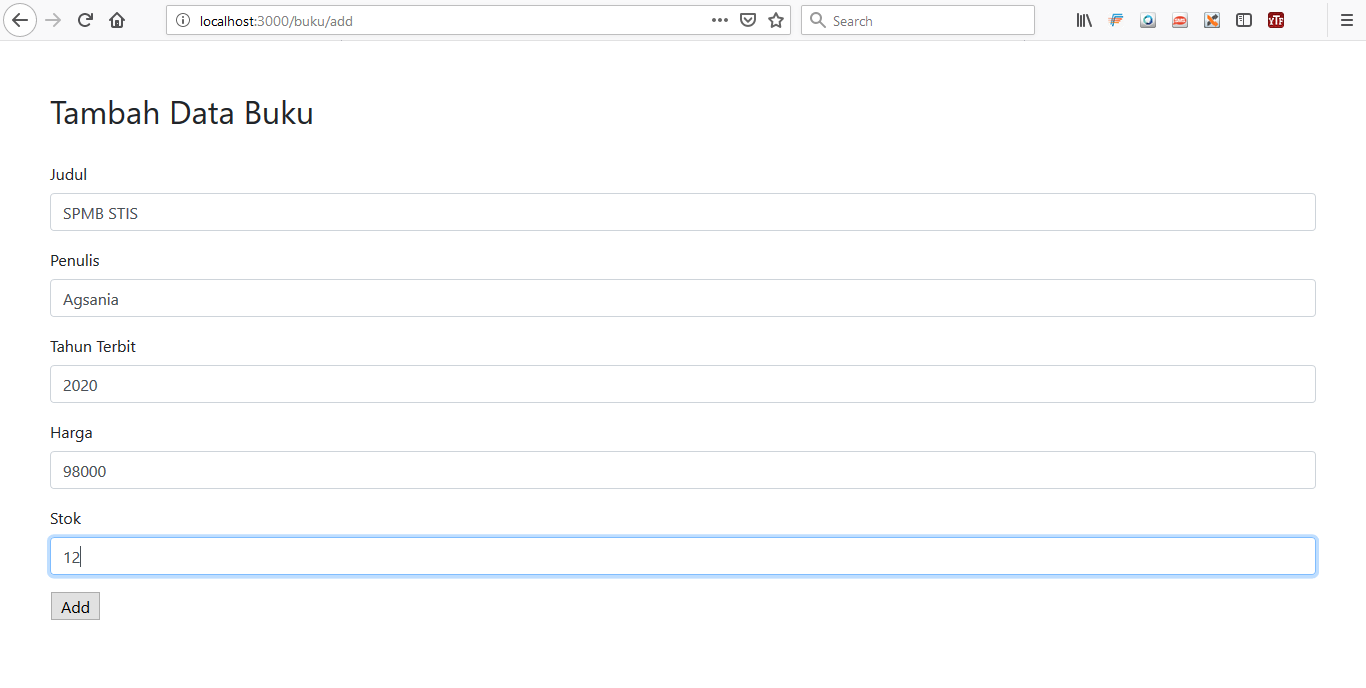 localhost:3000/buku/add
Search
Tambah Data Buku
Judul
SPMB STIS
Penulis
Agsania
Tahun Terbit
2020
Harga
98000
Stok
12
Add